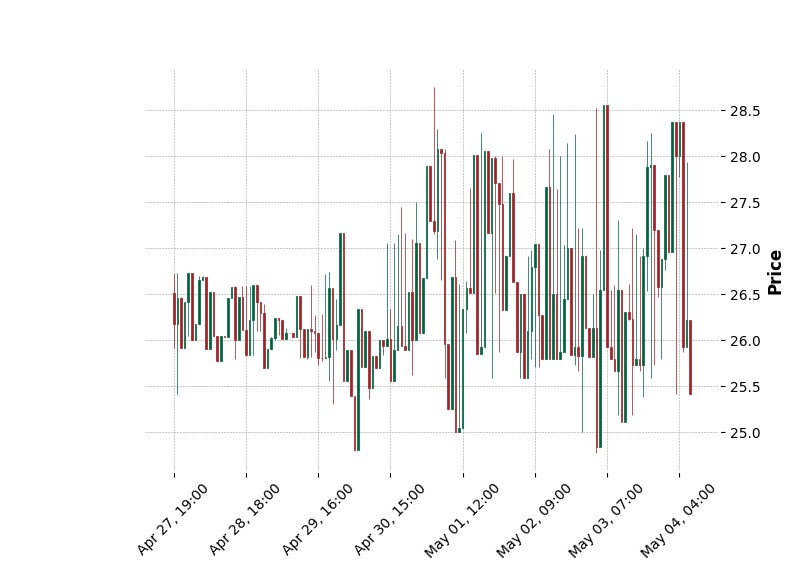 28.5
28.0
27.5
27.0
26.5
26.0
25.5
25.0
Price
Apr 27, 19:00
Apr 28, 18:00
Apr 29, 16:00
Apr 30, 15:00
May 01, 12:00
May 02, 09:00
May 03, 07:00
May 04, 04:00